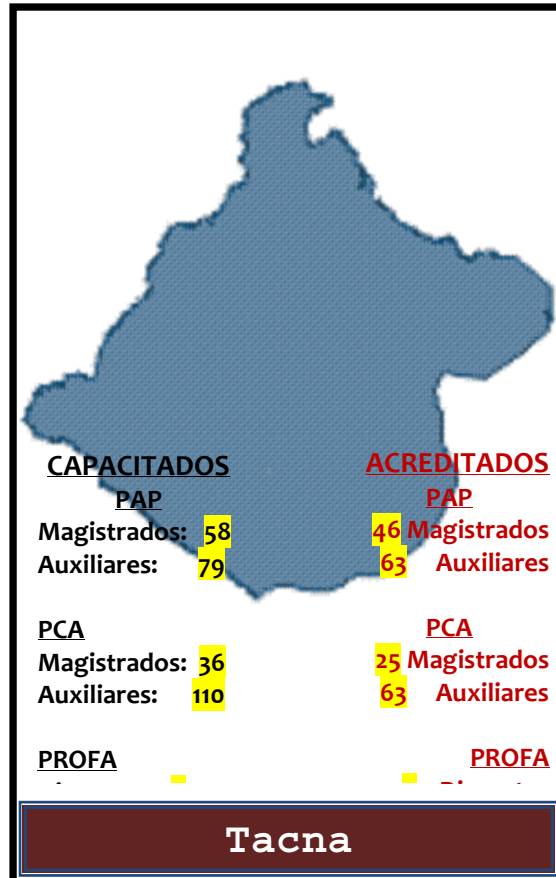 CAPACITADOS
PAP
Magistrados: 58
Auxiliares: 79
PCA
Magistrados: 36
Auxiliares: 110
PROFA
ACREDITADOS
PAP
46 Magistrados
63 Auxiliares
PCA
25 Magistrados
63 Auxiliares
PROFA
Tacna